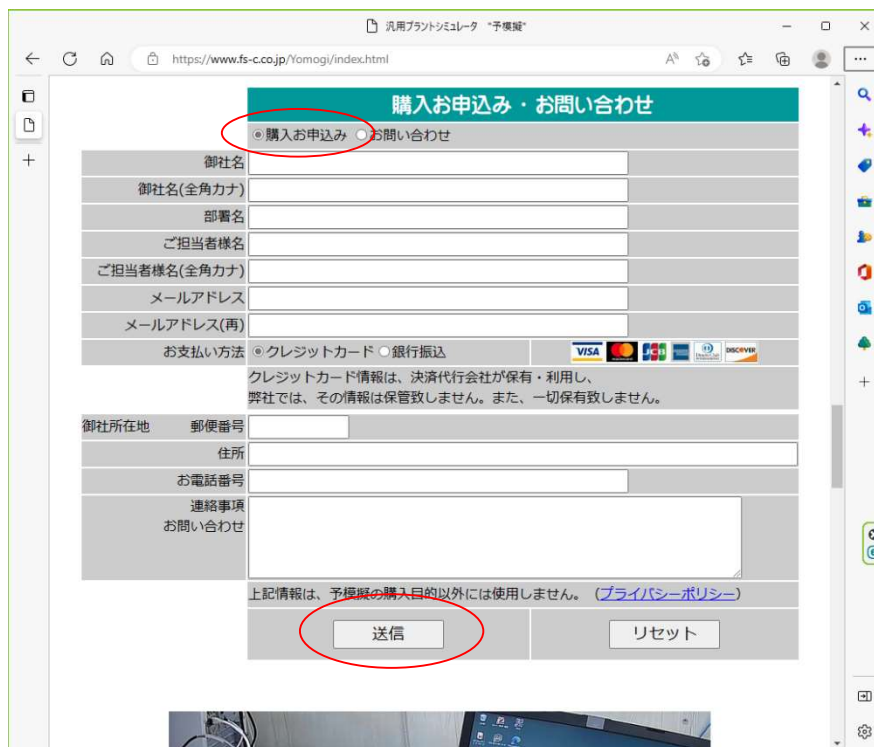 汎用プラントシミュレータ "予模擬"
https://www.fs-c.co.jp/Yomogi/index.html
購入お申込み・お問い合わせ
購入お申込み お問い合わせ
御社名
御社名(全角カナ)
部署名
ご担当者様名
ご担当者様名(全角カナ)
メールアドレス
メールアドレス(再)
お支払い方法 クレジットカード 銀行振込 VISA JCB DISCOVER
クレジットカード情報は、決済代行会社が保有・利用し、
弊社では、その情報は保管致しません。また、一切保有致しません。
御社所在地 郵便番号
住所
お電話番号
連絡事項
お問い合わせ
上記情報は、予模擬の購入目的以外には使用しません。（プライバシーポリシー）
送信 リセット